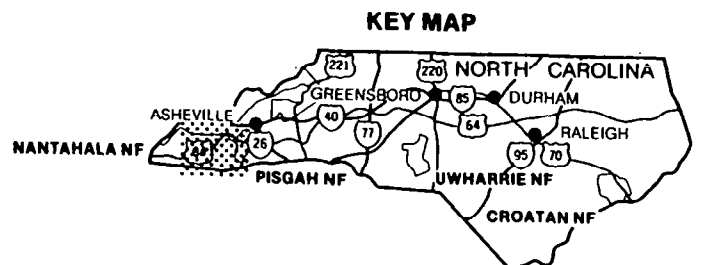 KEY MAP
221
220
NORTH CAROLINA
GREENSBORO
85
DURHAM
ASHEVILLE
40
64
77
RALEIGH
NANTAHALA NF
26
95
70
PISGAH NF
UWHARRIE NF
CROATAN NF